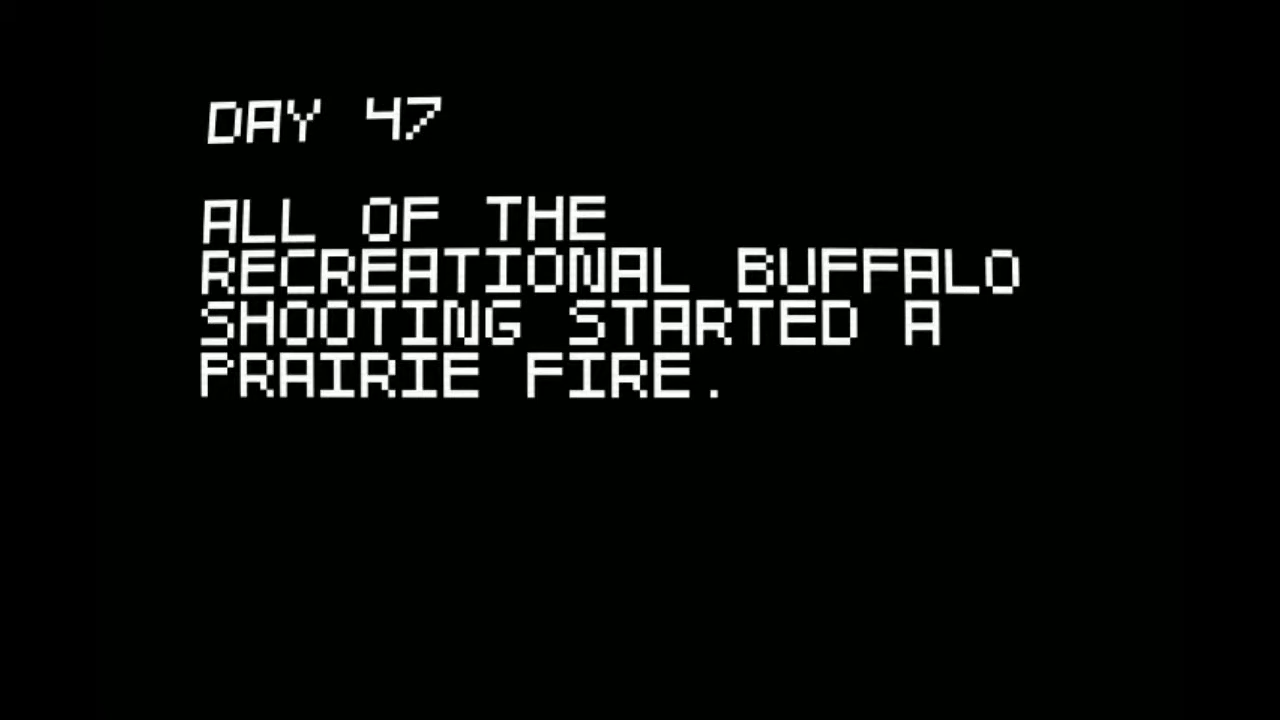 DAY 47
ALL OF THE
RECREATIONAL BUFFALO
SHOOTING STARTED A
PRAIRIE FIRE.